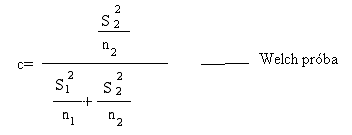 c= (S₂²/n₂) / (S₁²/n₁ + S₂²/n₂) —— Welch próba